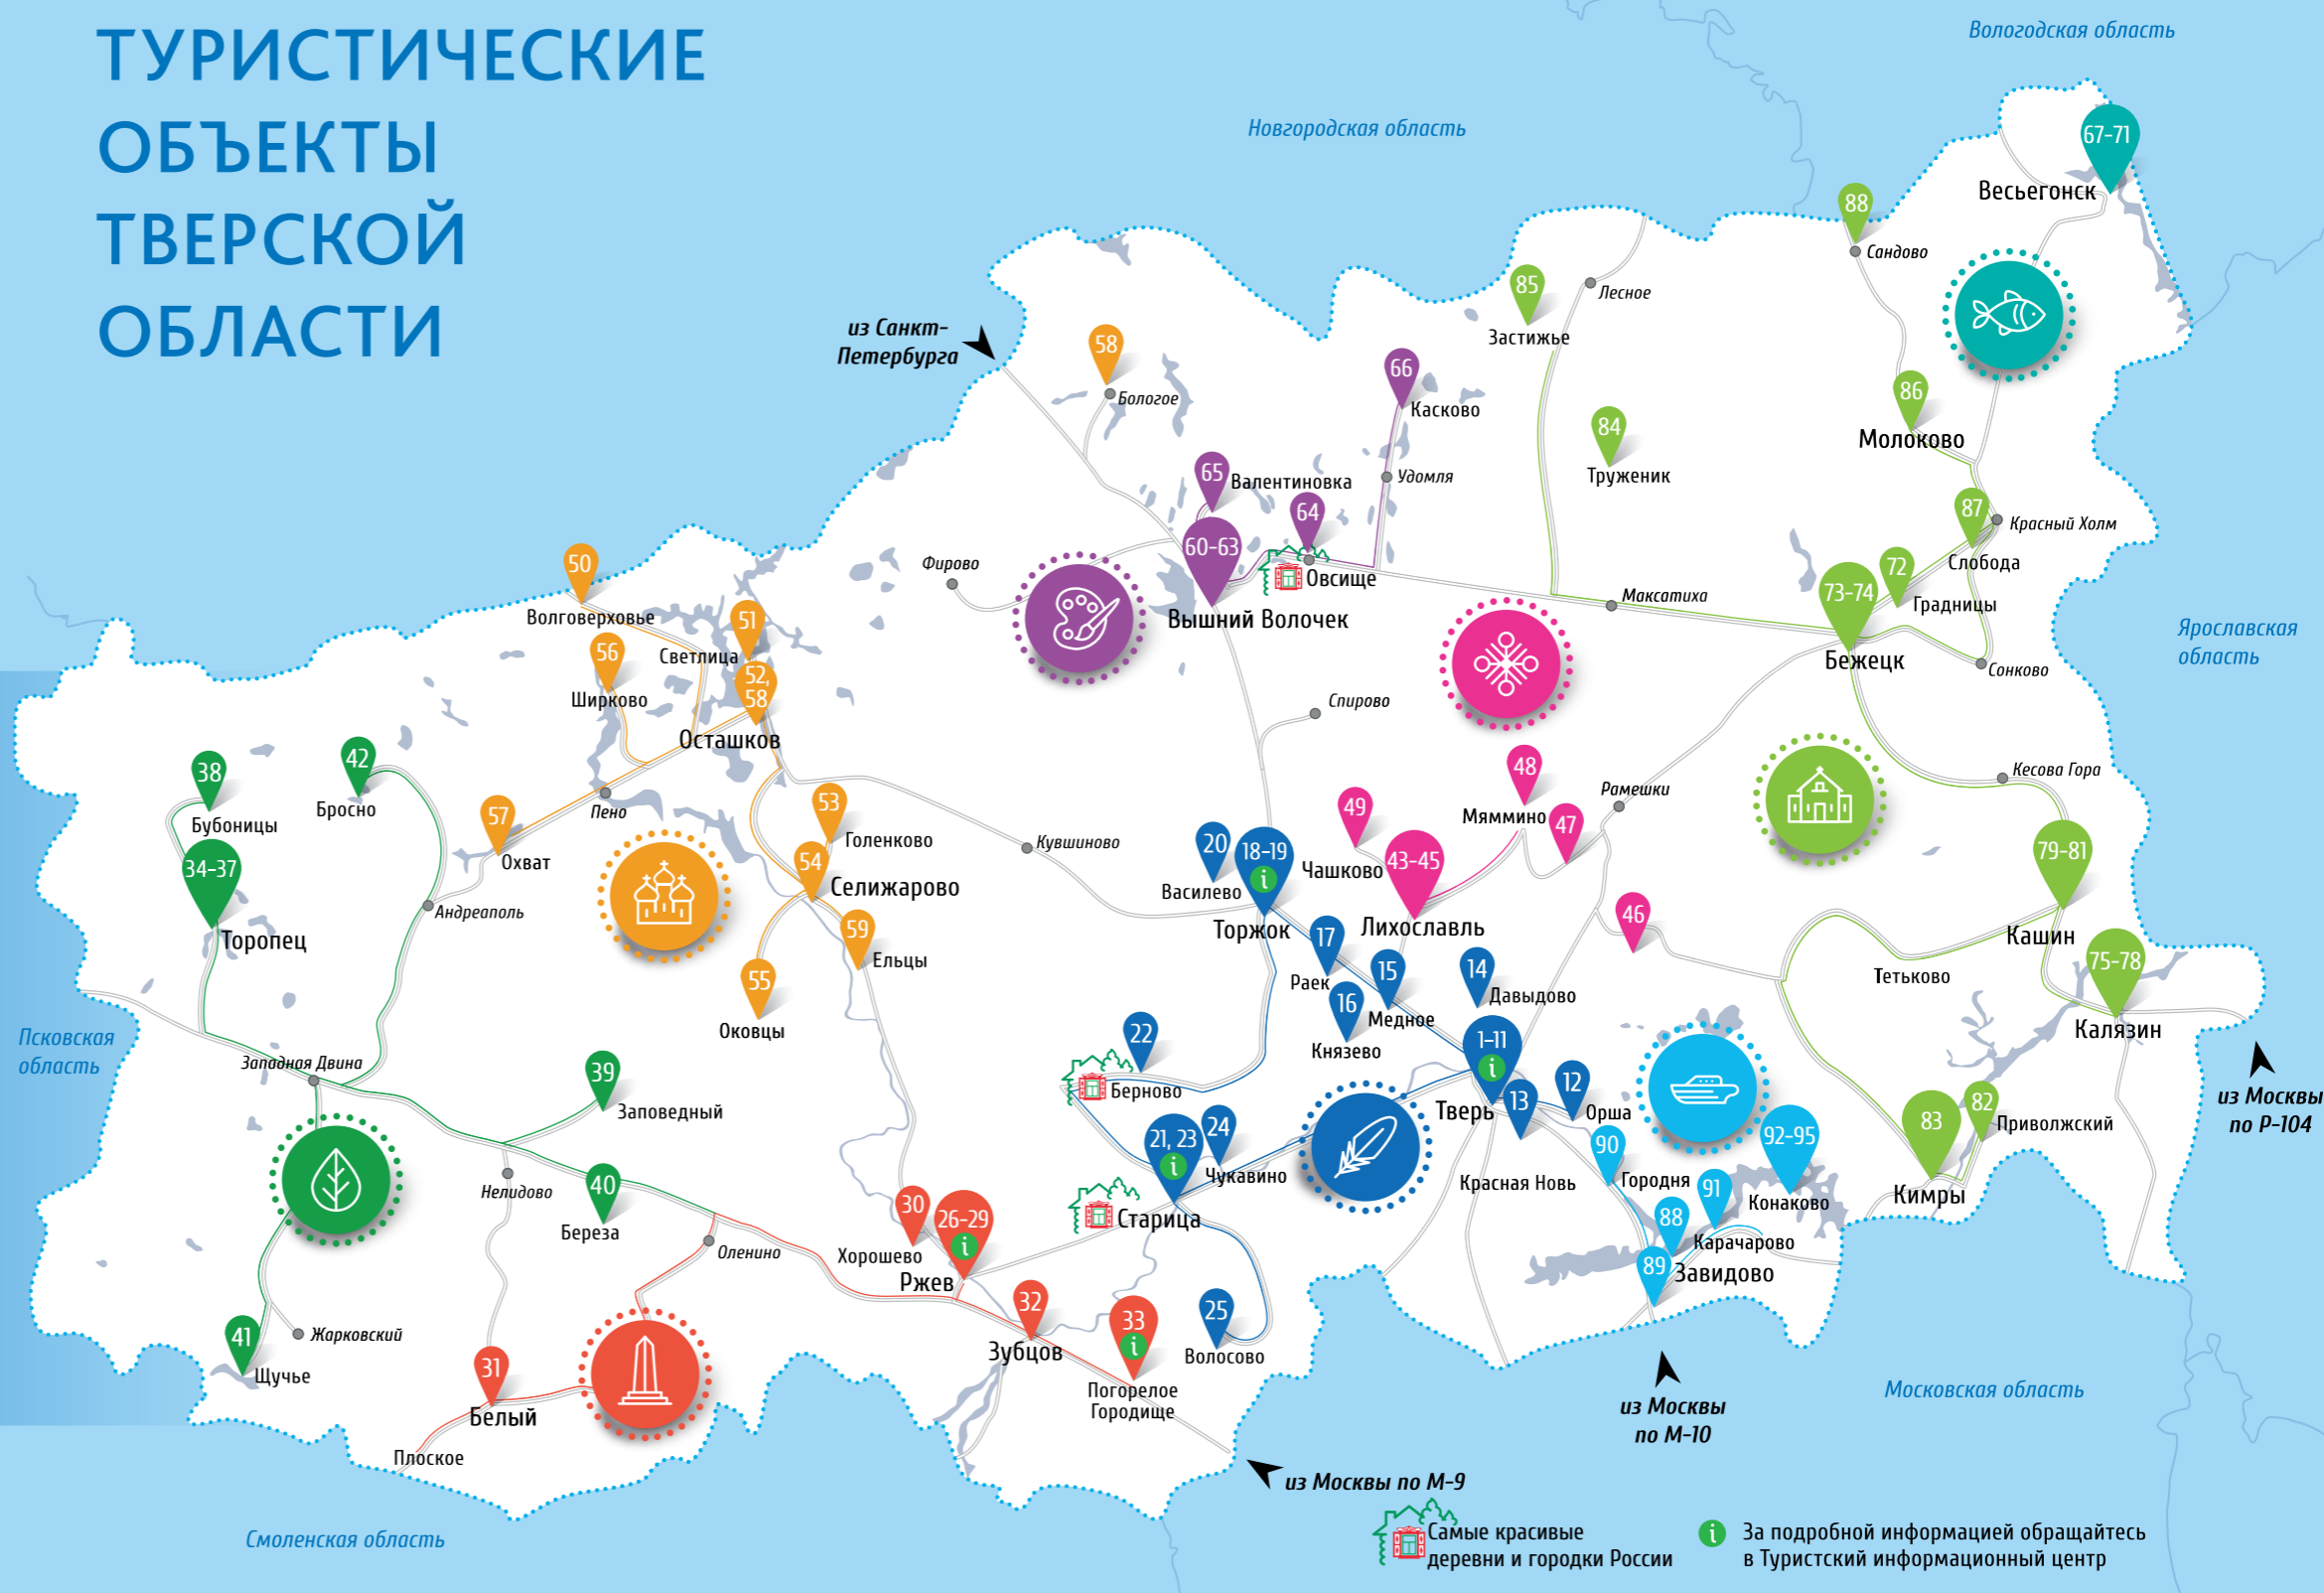 ТУРИСТИЧЕСКИЕ
ОБЪЕКТЫ
ТВЕРСКОЙ
ОБЛАСТИ
Вологодская область
Новгородская область
67-71
Весьегонск
88
Сандово
85
Застижье
Лесное
из Санкт-
Петербурга
58
Бологое
66
Касково
86
Молоково
84
Труженик
65
Валентиновка
Удомля
64
60-63
Овсище
Вышний Волочек
87
Красный Холм
Слобода
72
Градницы
73-74
Бежецк
Сонково
Максатиха
Фирово
50
Волговерховье
51
Светлица
56
Ширково
52,
58
Осташков
Ярославская
область
Спирово
38
Бубоницы
42
Бросно
57
Охват
Пено
53
Голенково
54
Селижарово
Кувшиново
48
Мяммино
47
49
Чашково
43-45
Лихославль
Рамешки
Кесова Гора
79-81
Кашин
34-37
Торопец
Андреаполь
20
Василево
18-19
i
Торжок
46
59
Ельцы
55
Оковцы
17
Раек
15
Медное
16
Князево
14
Давыдово
Тетьково
75-78
Калязин
Псковская
область
Западная Двина
39
Заповедный
22
Берново
1-11
i
Тверь
13
12
Орша
из Москвы
по Р-104
82
Приволжский
83
Кимры
24
Чукавино
21, 23
i
Старица
90
Городня
92-95
Конаково
91
Карачарово
88
89
Завидово
Красная Новь
Нелидово
40
Береза
30
Хорошево
26-29
i
Ржев
Оленино
32
Зубцов
33
i
Погорелое
Городище
25
Волосово
41
Щучье
Жарковский
31
Белый
Плоское
Московская область
из Москвы
по М-10
из Москвы по М-9
Смоленская область
Самые красивые
деревни и городки России
i
За подробной информацией обращайтесь
в Туристский информационный центр